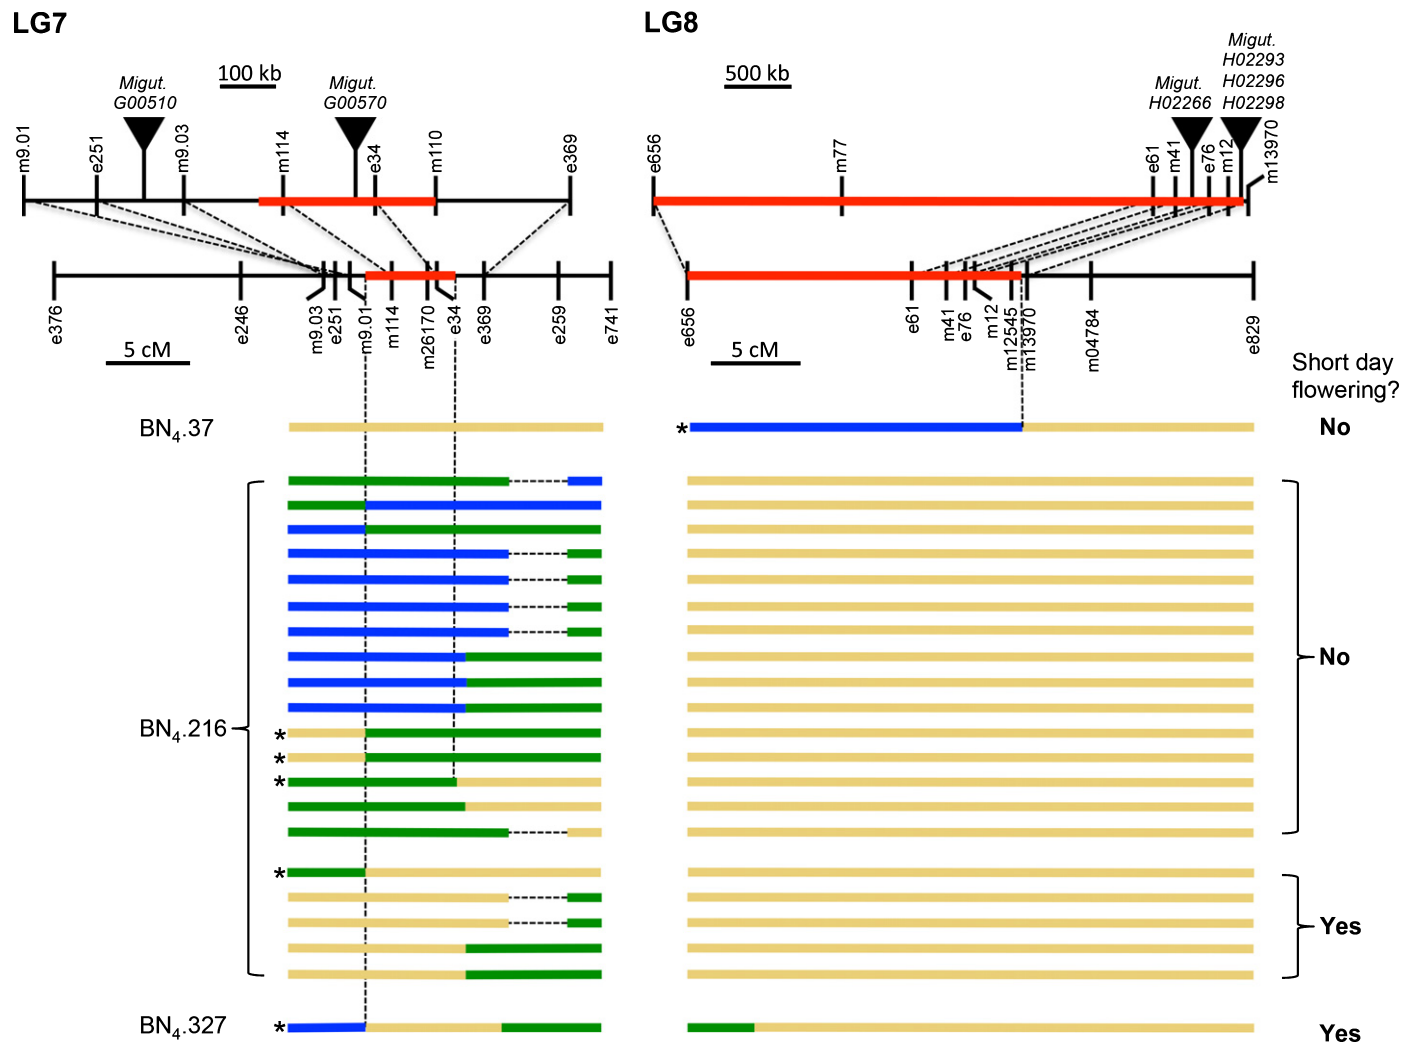 LG7
LG8
100 kb
500 kb
Migut.
G00510
Migut.
G00570
Migut.
H02266
Migut.
H02293
H02296
H02298
m9.01
e251
m9.03
m114
e34
m110
e369
e656
m77
e61
m41
e76
m12
m13970
e376
e246
m9.03
e251
m9.01
m114
m26170
e34
e369
e259
e741
e656
e61
m41
e76
m12
m12545
m13970
m04784
e829
5 cM
5 cM
Short day
flowering?
BN4.37
*
No
BN4.216
*
*
*
*
No
Yes
BN4.327
*
Yes